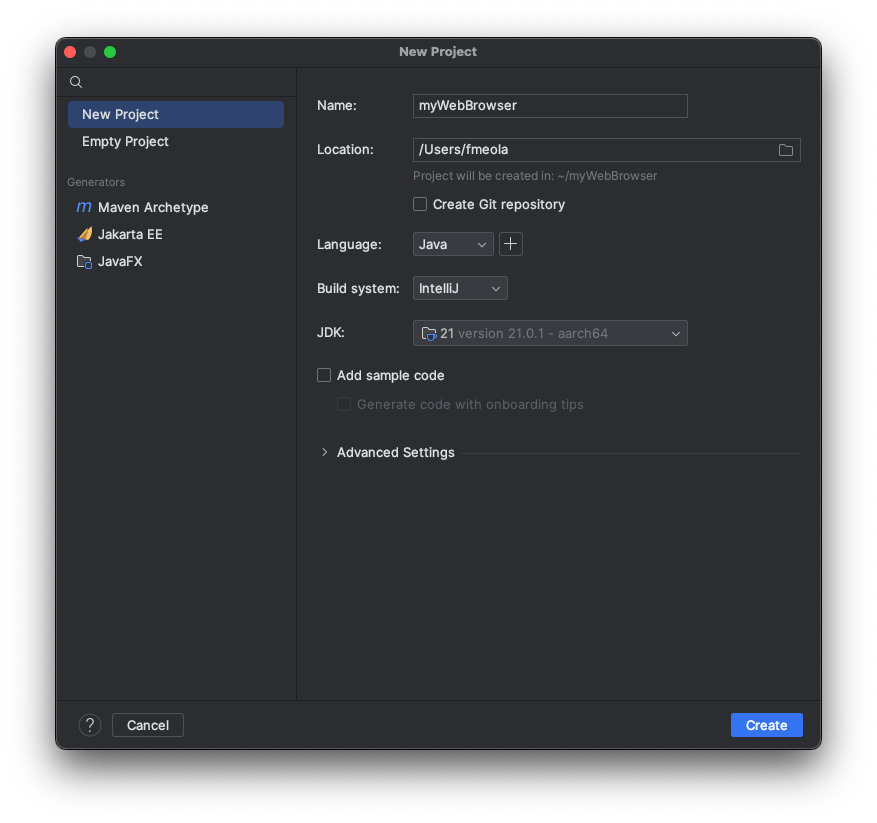 New Project
New Project
Empty Project
Generators
m Maven Archetype
Jakarta EE
JavaFX
Name: myWebBrowser
Location: /Users/fmeola
Project will be created in: ~/myWebBrowser
Create Git repository
Language: Java
Build system: IntelliJ
JDK: 21 version 21.0.1 - aarch64
Add sample code
Generate code with onboarding tips
Advanced Settings
? Cancel Create